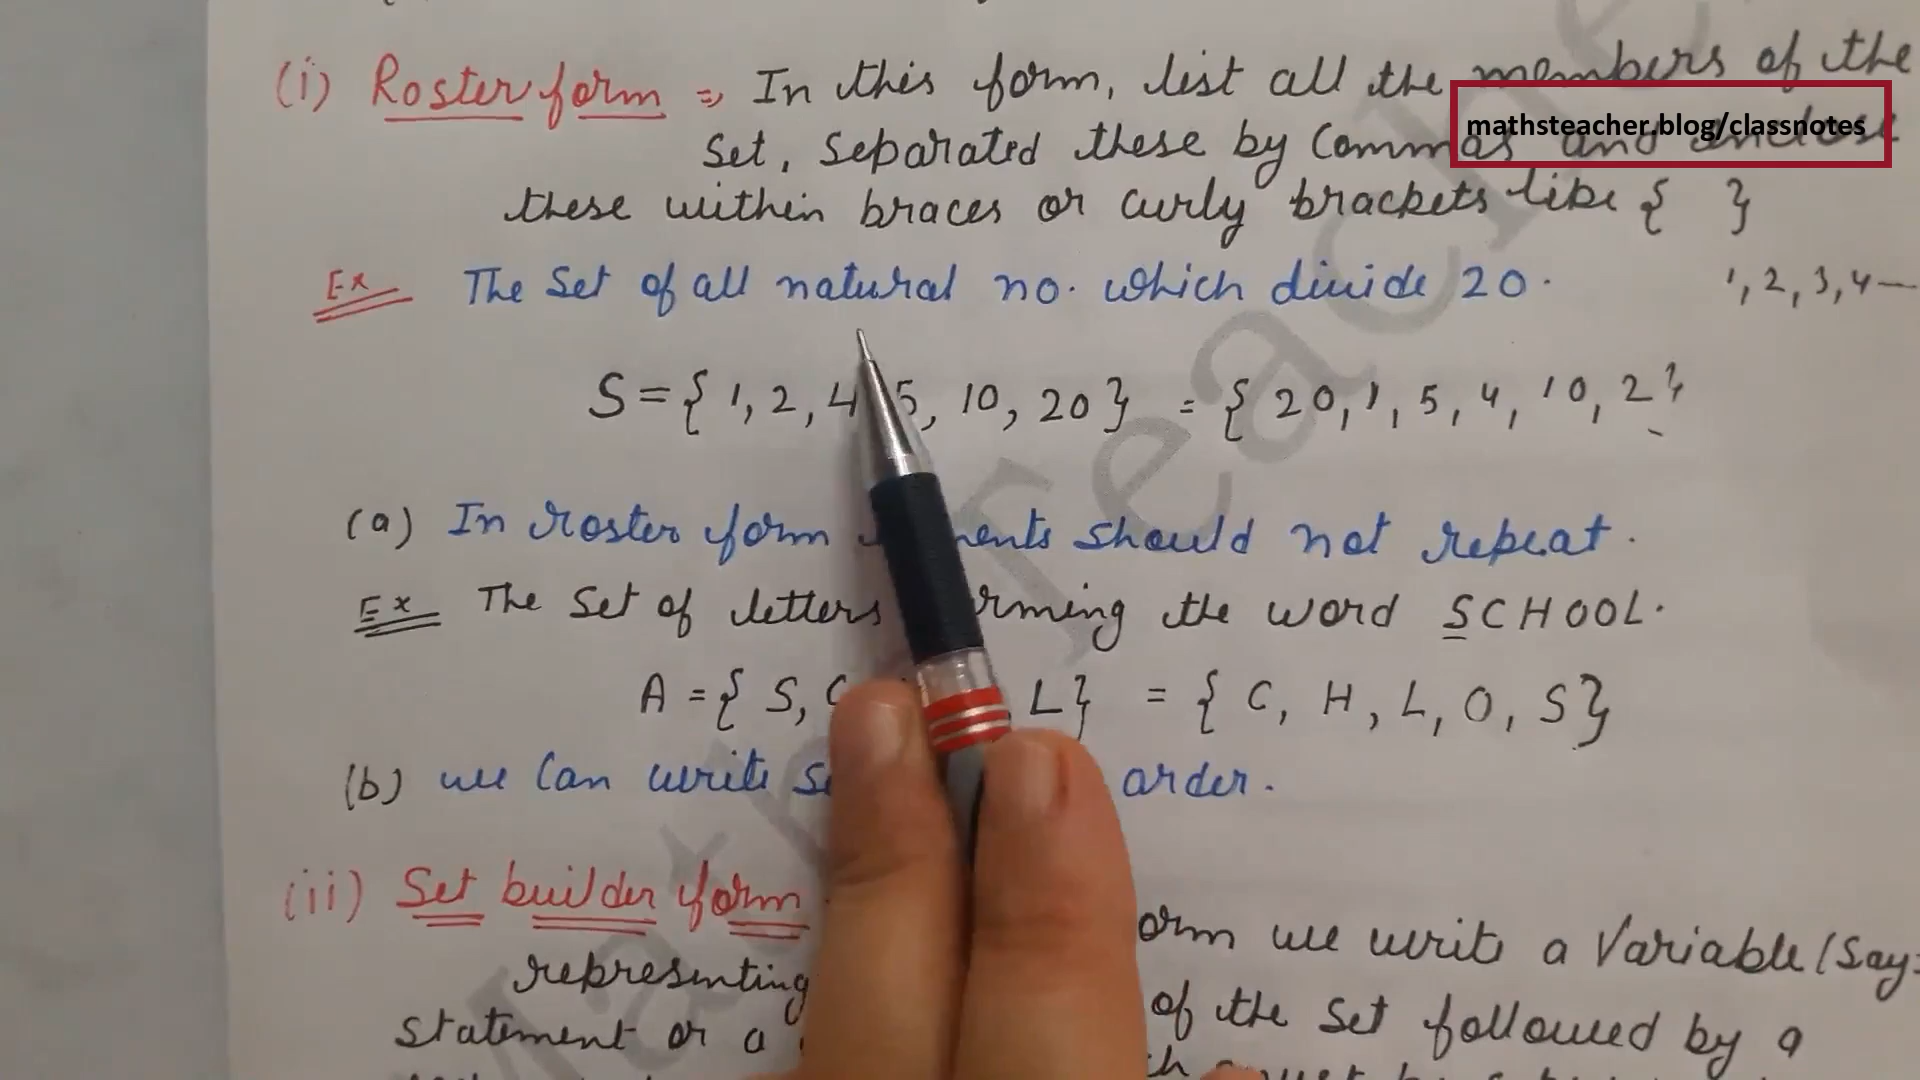 (i) Roster form => In this form, list all the members of the
mathsteacher.blog/classnotes
Set, Separated these by Commas and enclose
these within braces or curly brackets like { }
Ex The Set of all natural no. which divide 20. 1, 2, 3, 4 —
S = { 1, 2, 4 5, 10, 20 } = { 20, 1, 5, 4, 10, 2 }
(a) In roster form should not repeat.
Ex The Set of letters the word SCHOOL.
A = { S, C L } = { C, H, L, O, S }
(b) we can write order.
(ii) Set builder form we write a Variable (Say
representing
statement or a of the Set followed by a